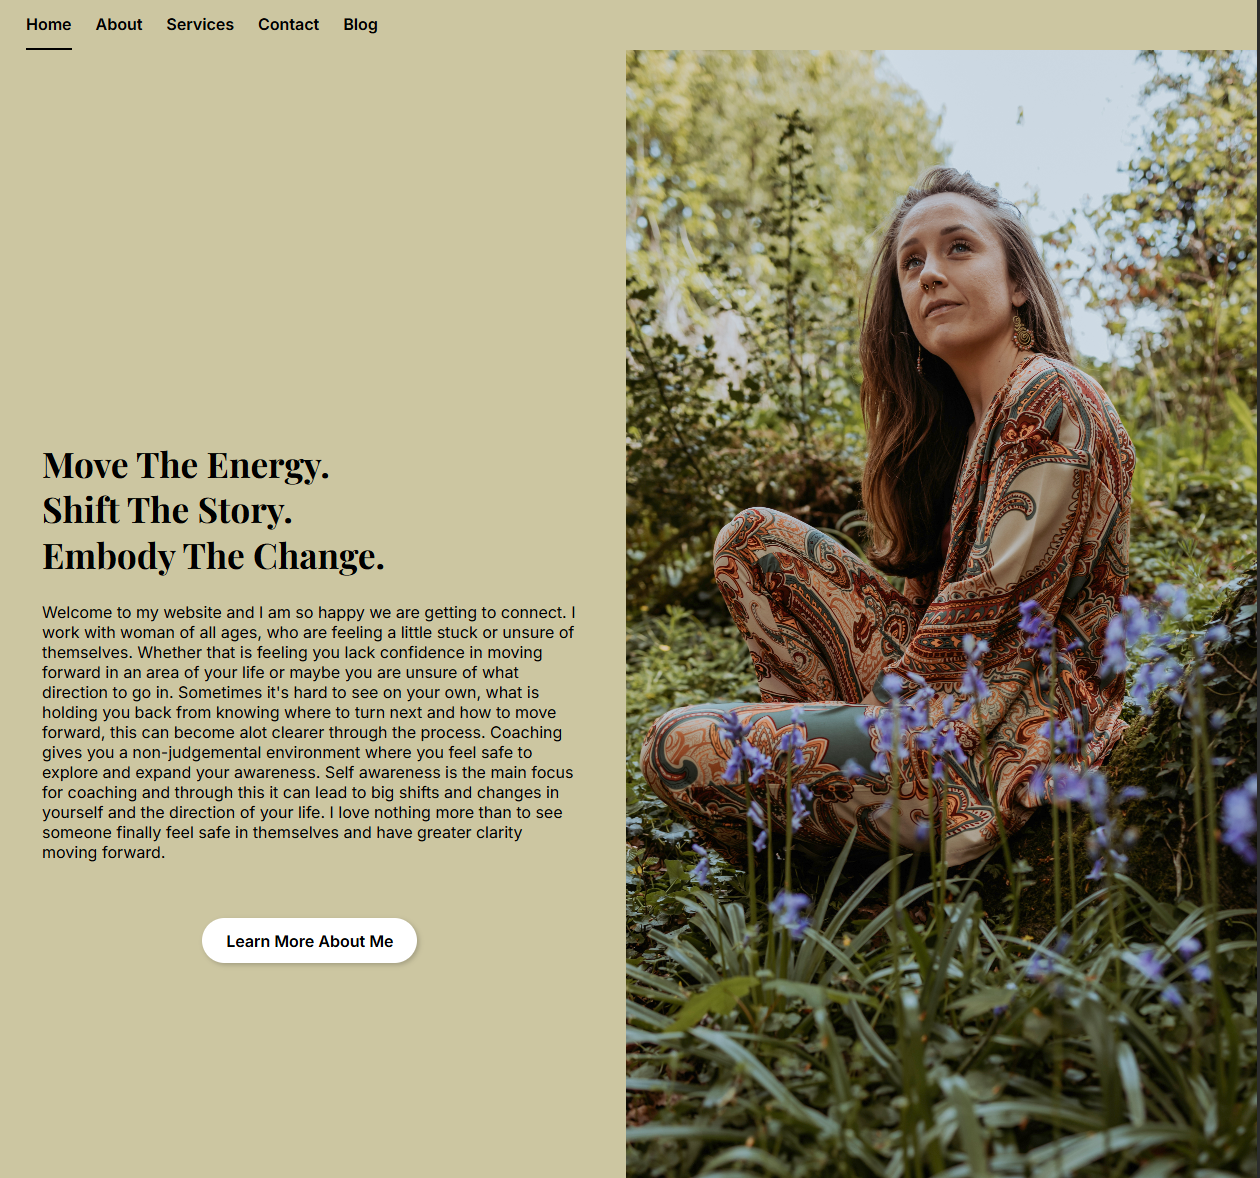 Home About Services Contact Blog
Move The Energy.
Shift The Story.
Embody The Change.
Welcome to my website and I am so happy we are getting to connect. I
work with woman of all ages, who are feeling a little stuck or unsure of
themselves. Whether that is feeling you lack confidence in moving
forward in an area of your life or maybe you are unsure of what
direction to go in. Sometimes it's hard to see on your own, what is
holding you back from knowing where to turn next and how to move
forward, this can become alot clearer through the process. Coaching
gives you a non-judgemental environment where you feel safe to
explore and expand your awareness. Self awareness is the main focus
for coaching and through this it can lead to big shifts and changes in
yourself and the direction of your life. I love nothing more than to see
someone finally feel safe in themselves and have greater clarity
moving forward.
Learn More About Me